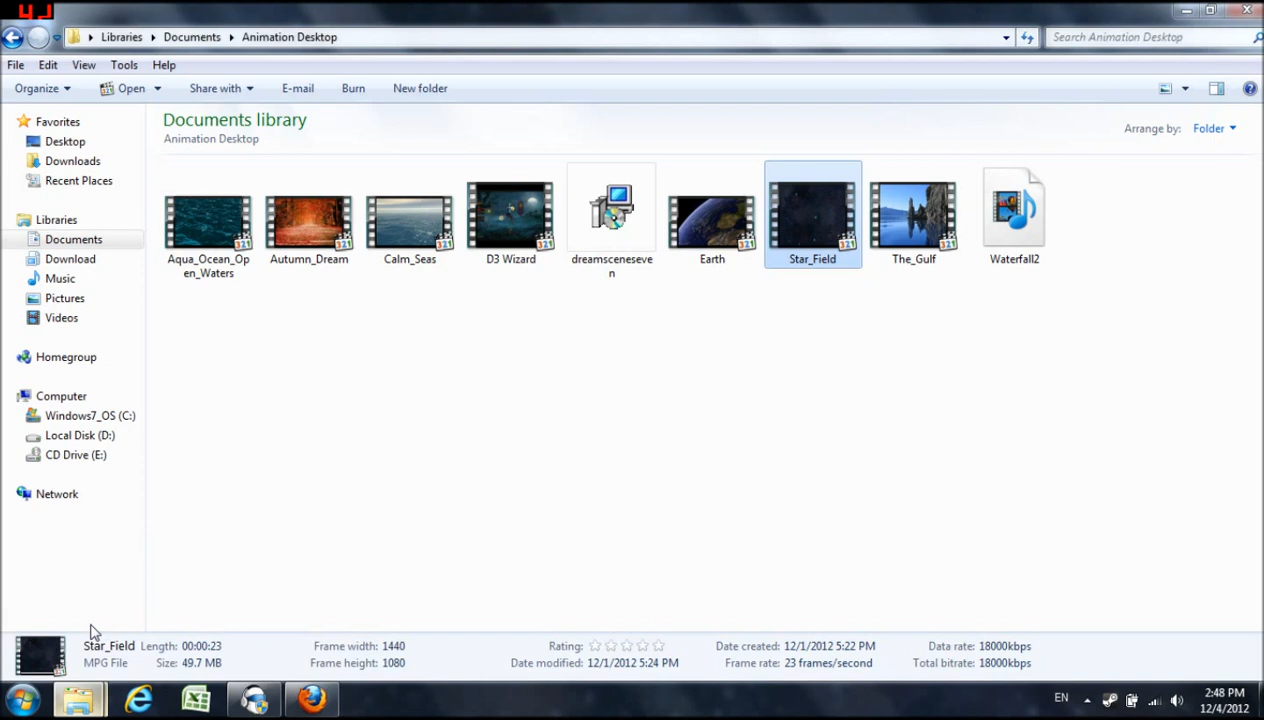 Libraries Documents Animation Desktop
Search Animation Desktop
File Edit View Tools Help
Organize Open Share with E-mail Burn New folder
Favorites
Desktop
Downloads
Recent Places
Libraries
Documents
Download
Music
Pictures
Videos
Homegroup
Computer
Windows7_OS (C:)
Local Disk (D:)
CD Drive (E:)
Network
Documents library
Animation Desktop
Arrange by: Folder
Aqua_Ocean_Op
en_Waters
Autumn_Dream
Calm_Seas
D3 Wizard
dreamsceneseve
n
Earth
Star_Field
The_Gulf
Waterfall2
Star_Field Length: 00:00:23 Frame width: 1440 Rating: Date created: 12/1/2012 5:22 PM Data rate: 18000kbps
MPG File Size: 49.7 MB Frame height: 1080 Date modified: 12/1/2012 5:24 PM Frame rate: 23 frames/second Total bitrate: 18000kbps
EN
2:48 PM
12/4/2012